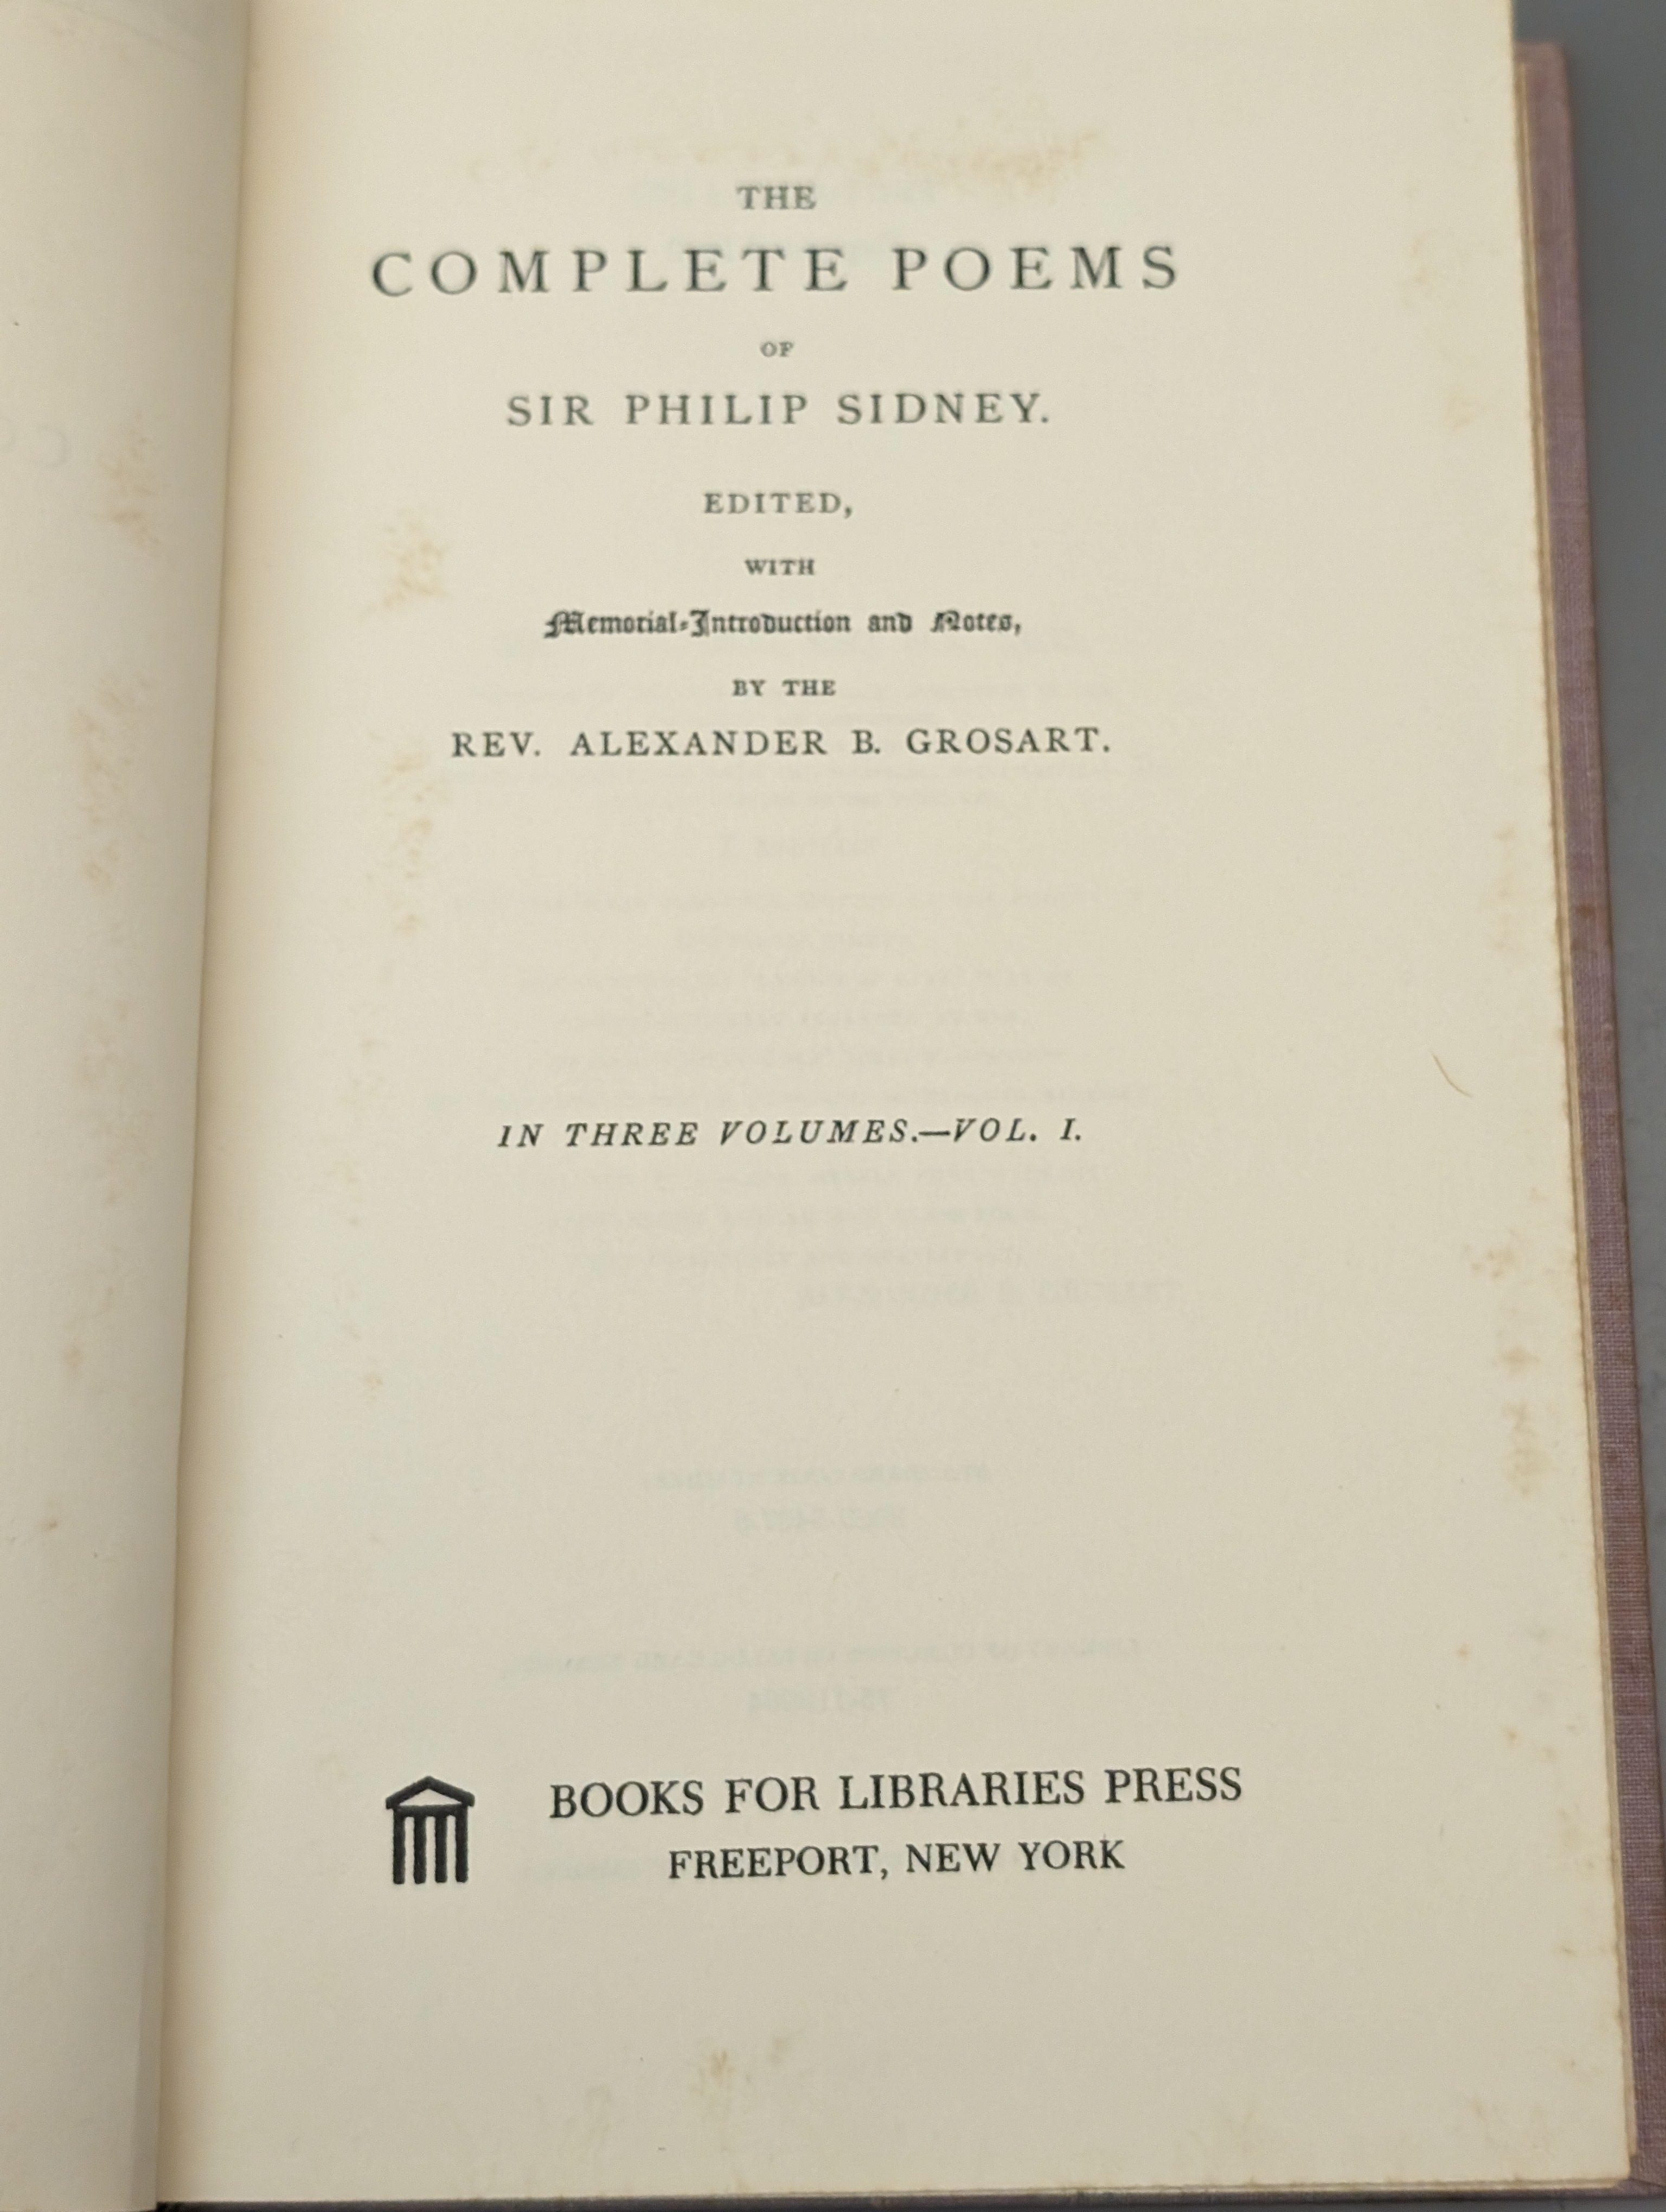 THE
COMPLETE POEMS
OF
SIR PHILIP SIDNEY.
EDITED,
WITH
Memorial-Introduction and Notes,
BY THE
REV. ALEXANDER B. GROSART.
IN THREE VOLUMES.—VOL. I.
BOOKS FOR LIBRARIES PRESS
FREEPORT, NEW YORK